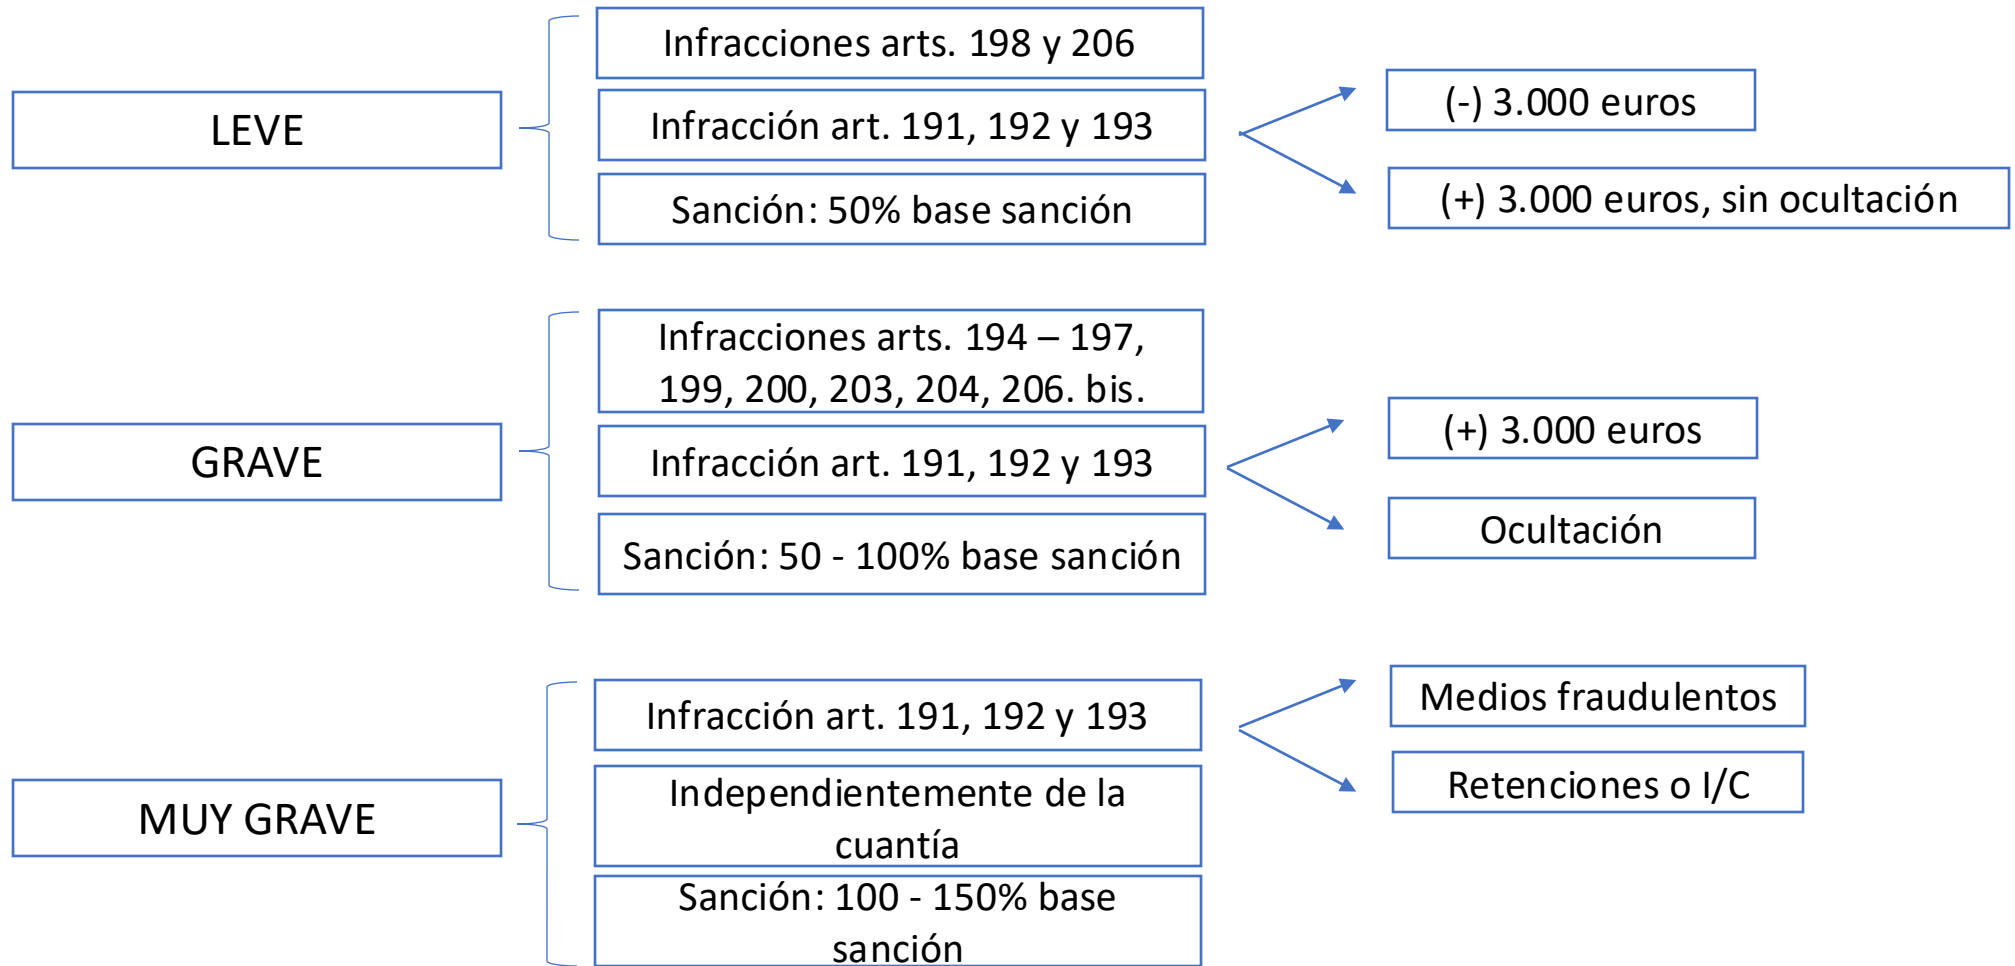 LEVE
Infracciones arts. 198 y 206
Infracción art. 191, 192 y 193
Sanción: 50% base sanción
(-) 3.000 euros
(+) 3.000 euros, sin ocultación
GRAVE
Infracciones arts. 194 – 197,
199, 200, 203, 204, 206. bis.
Infracción art. 191, 192 y 193
Sanción: 50 - 100% base sanción
(+) 3.000 euros
Ocultación
MUY GRAVE
Infracción art. 191, 192 y 193
Independientemente de la
cuantía
Sanción: 100 - 150% base
sanción
Medios fraudulentos
Retenciones o I/C